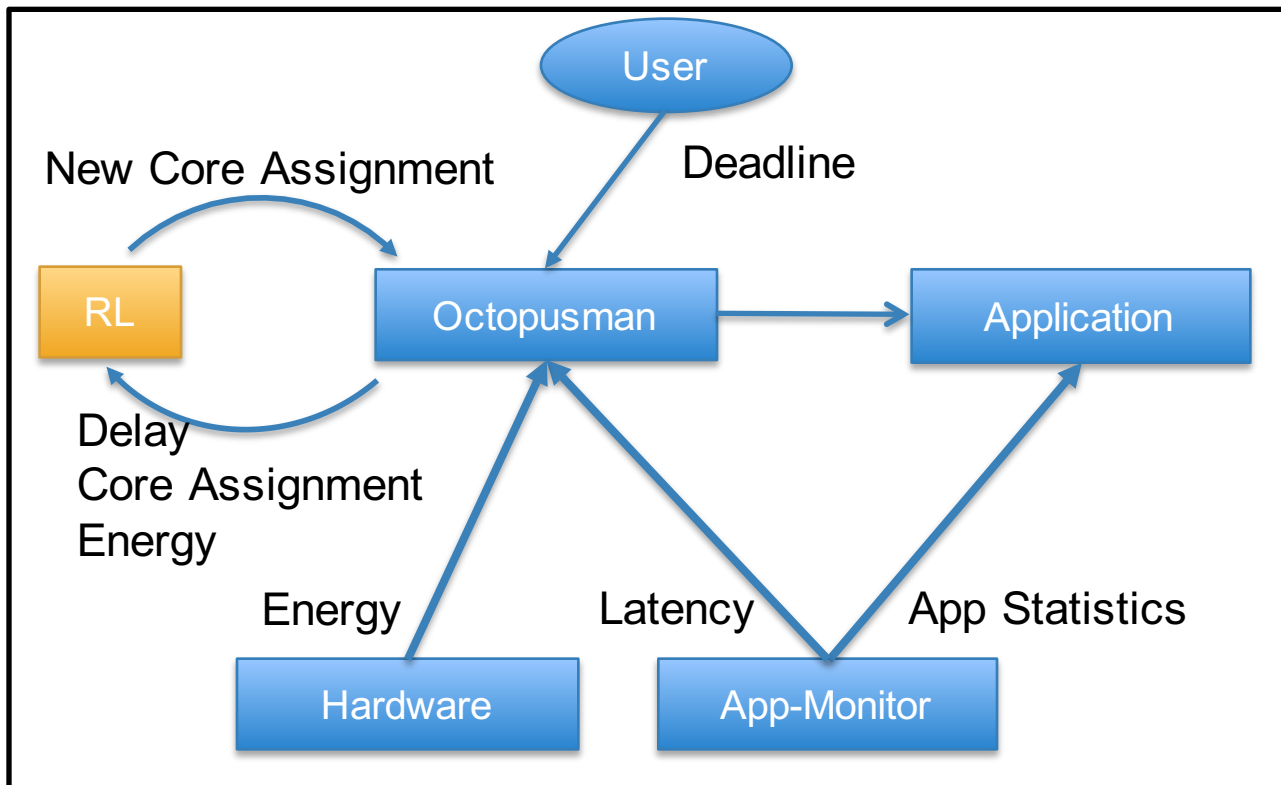 User
New Core Assignment
Deadline
RL
Octopusman
Application
Delay
Core Assignment
Energy
Energy
Latency
App Statistics
Hardware
App-Monitor